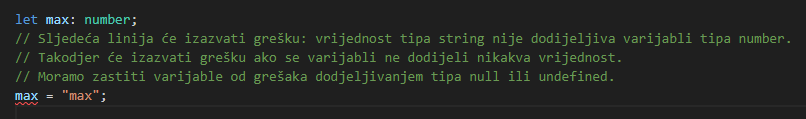 let max: number;
// Sljedeća linija će izazvati grešku: vrijednost tipa string nije dodijeljiva varijabli tipa number.
// Takodjer će izazvati grešku ako se varijabli ne dodijeli nikakva vrijednost.
// Moramo zastiti varijable od grešaka dodjeljivanjem tipa null ili undefined.
max = "max";